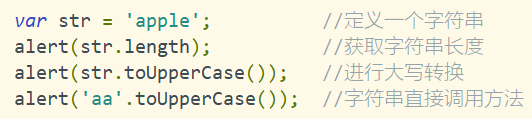 var str = 'apple'; //定义一个字符串
alert(str.length); //获取字符串长度
alert(str.toUpperCase()); //进行大写转换
alert('aa'.toUpperCase()); //字符串直接调用方法